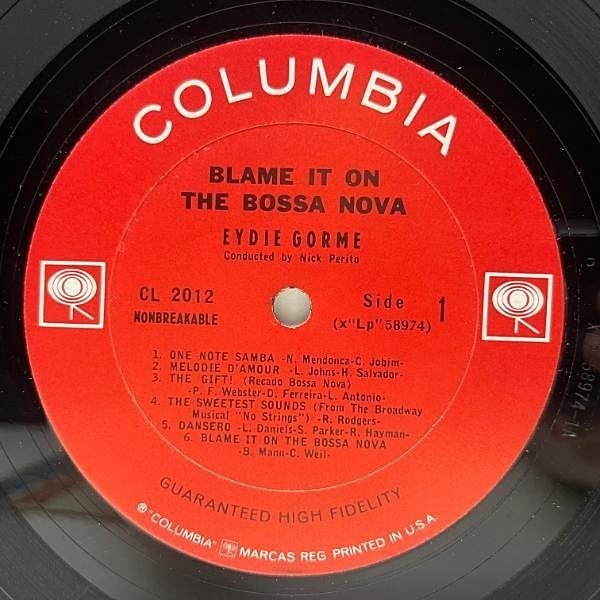 COLUMBIA
BLAME IT ON
THE BOSSA NOVA
EYDIE GORME
Conducted by Nick Perito
CL 2012
NONBREAKABLE
Side 1
(x"Lp"58974)
1. ONE NOTE SAMBA -N. Mendonca-C. Jobim-
2. MELODIE D'AMOUR -L. Johns-H. Salvador-
3. THE GIFT! (Recado Bossa Nova)
-P. F. Webster-D. Ferreira-L. Antonio-
4. THE SWEETEST SOUNDS (From The Broadway
Musical "No Strings") -R. Rodgers-
5. DANSERO -L. Daniels-S. Parker-R. Hayman-
6. BLAME IT ON THE BOSSA NOVA
-B. Mann-C. Weil-
GUARANTEED HIGH FIDELITY
® "COLUMBIA" MARCAS REG. PRINTED IN U.S.A.